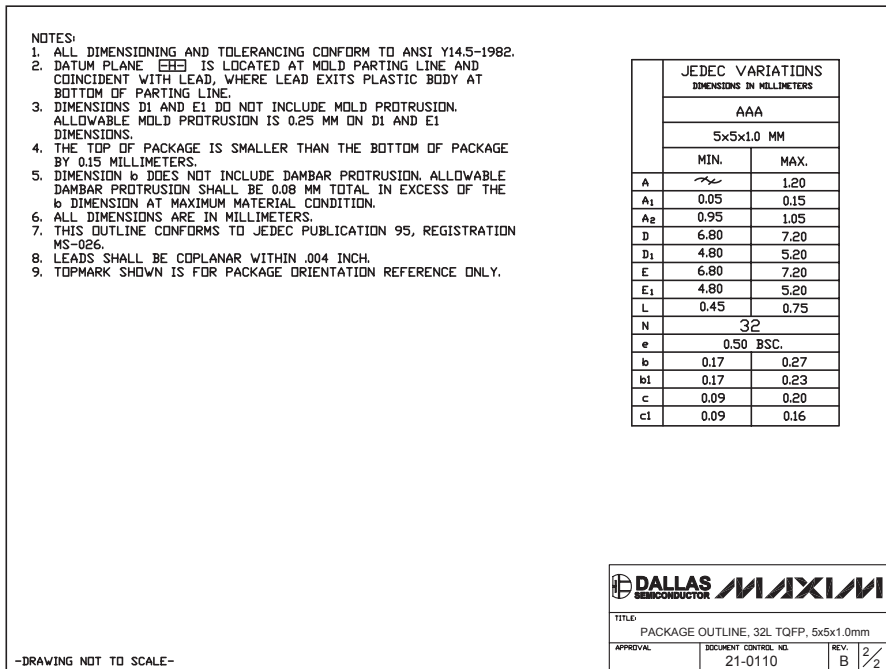 NOTES:
1. ALL DIMENSIONING AND TOLERANCING CONFORM TO ANSI Y14.5-1982.
2. DATUM PLANE -H- IS LOCATED AT MOLD PARTING LINE AND
COINCIDENT WITH LEAD, WHERE LEAD EXITS PLASTIC BODY AT
BOTTOM OF PARTING LINE.
3. DIMENSIONS D1 AND E1 DO NOT INCLUDE MOLD PROTRUSION.
ALLOWABLE MOLD PROTRUSION IS 0.25 MM ON D1 AND E1
DIMENSIONS.
4. THE TOP OF PACKAGE IS SMALLER THAN THE BOTTOM OF PACKAGE
BY 0.15 MILLIMETERS.
5. DIMENSION b DOES NOT INCLUDE DAMBAR PROTRUSION. ALLOWABLE
DAMBAR PROTRUSION SHALL BE 0.08 MM TOTAL IN EXCESS OF THE
b DIMENSION AT MAXIMUM MATERIAL CONDITION.
6. ALL DIMENSIONS ARE IN MILLIMETERS.
7. THIS OUTLINE CONFORMS TO JEDEC PUBLICATION 95, REGISTRATION
MS-026.
8. LEADS SHALL BE COPLANAR WITHIN .004 INCH.
9. TOPMARK SHOWN IS FOR PACKAGE ORIENTATION REFERENCE ONLY.
JEDEC VARIATIONS
DIMENSIONS IN MILLIMETERS
AAA
5x5x1.0 MM
MIN. MAX.
A 1.20
A1 0.05 0.15
A2 0.95 1.05
D 6.80 7.20
D1 4.80 5.20
E 6.80 7.20
E1 4.80 5.20
L 0.45 0.75
N 32
e 0.50 BSC.
b 0.17 0.27
b1 0.17 0.23
c 0.09 0.20
c1 0.09 0.16
DALLAS SEMICONDUCTOR MAXIM
TITLE:
PACKAGE OUTLINE, 32L TQFP, 5x5x1.0mm
APPROVAL DOCUMENT CONTROL NO. REV.
21-0110 B 2/2
-DRAWING NOT TO SCALE-